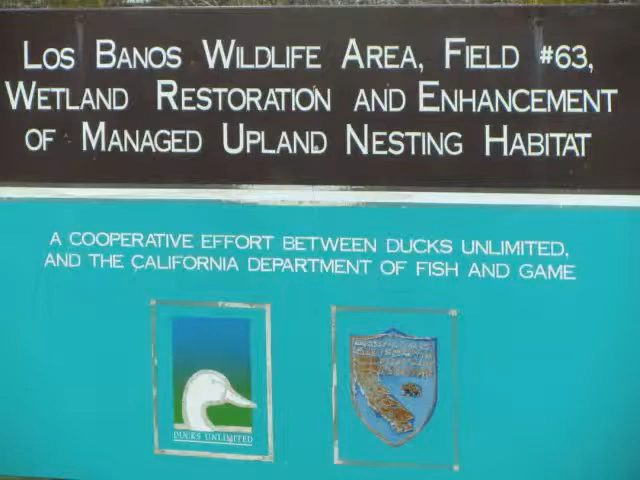 LOS BANOS WILDLIFE AREA, FIELD #63,
WETLAND RESTORATION AND ENHANCEMENT
OF MANAGED UPLAND NESTING HABITAT
A COOPERATIVE EFFORT BETWEEN DUCKS UNLIMITED,
AND THE CALIFORNIA DEPARTMENT OF FISH AND GAME
DUCKS UNLIMITED